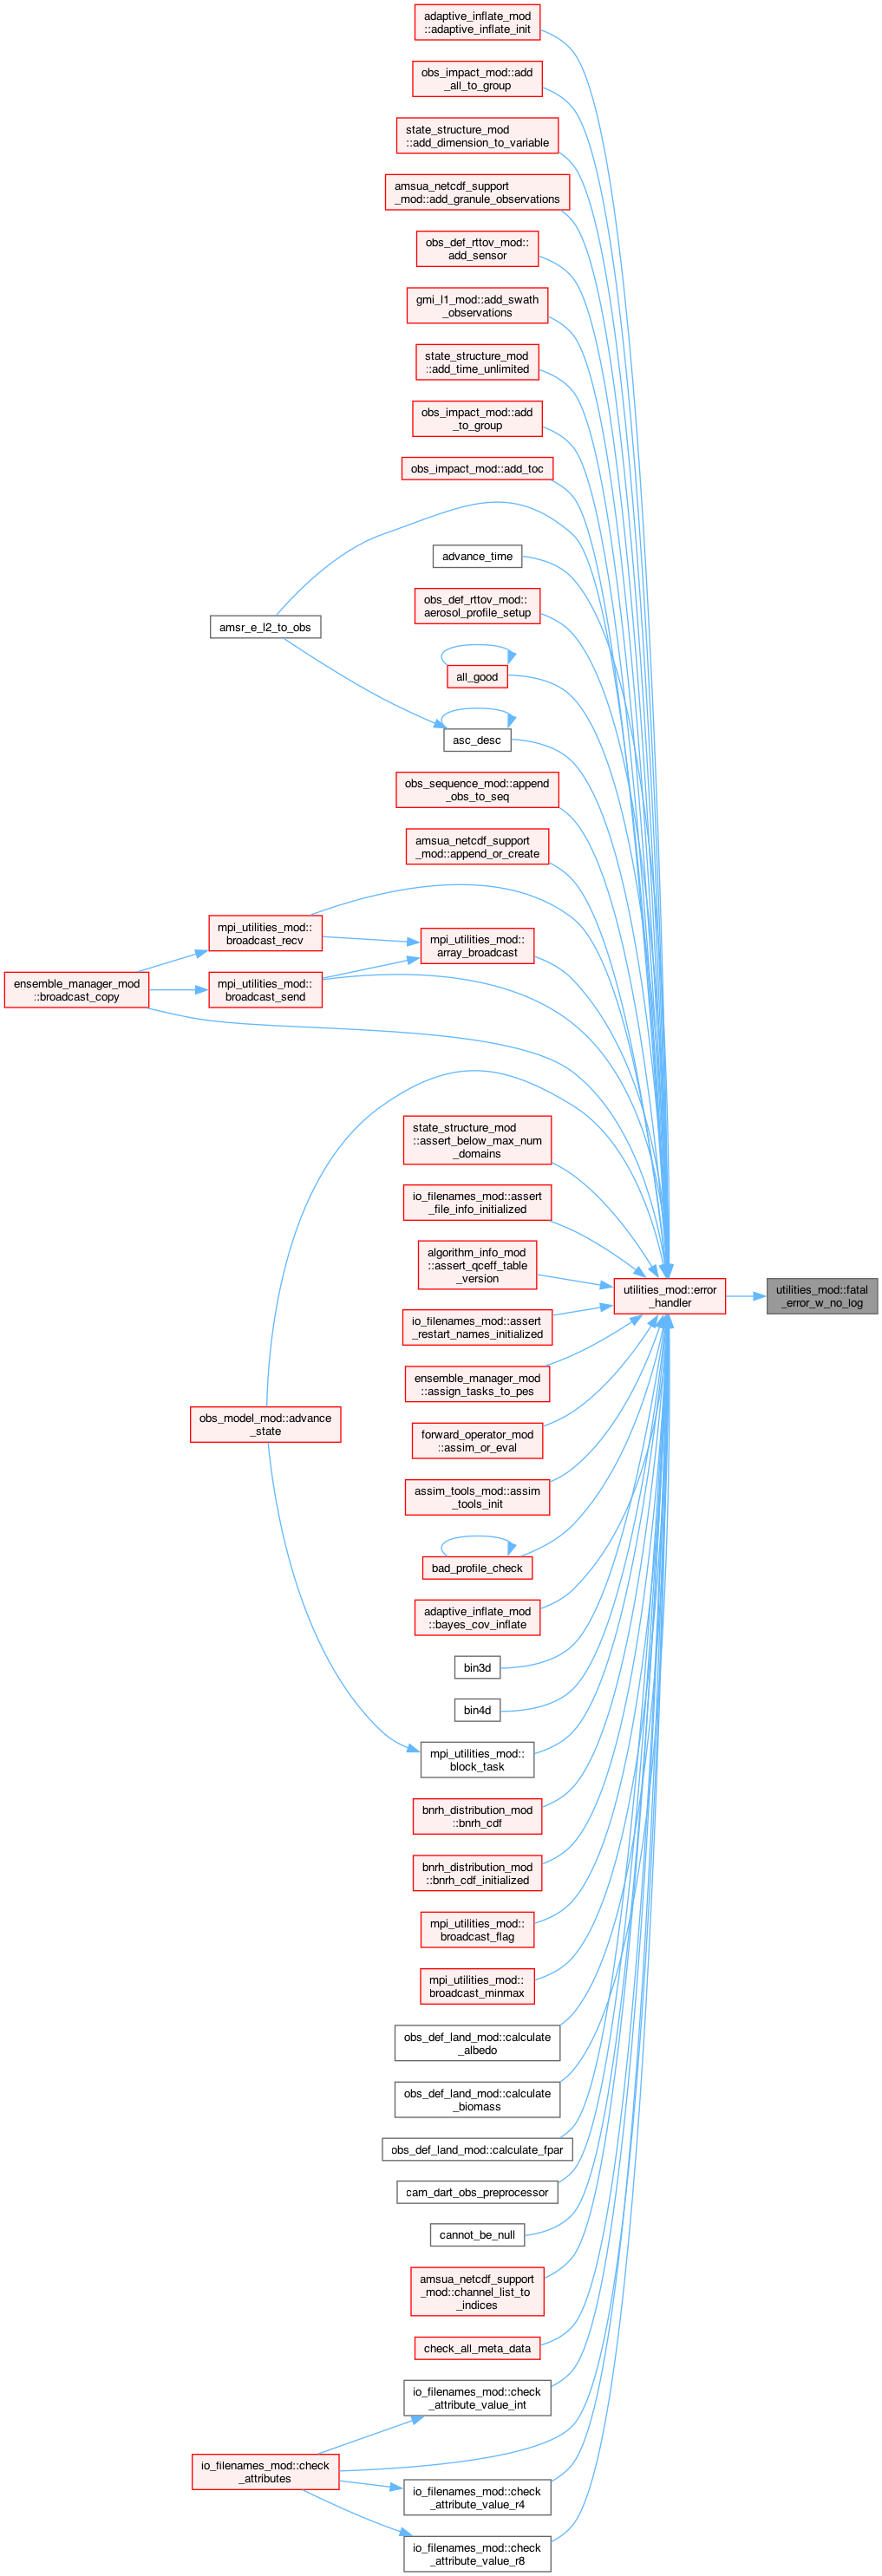 adaptive_inflate_mod
::adaptive_inflate_init
obs_impact_mod::add
_all_to_group
state_structure_mod
::add_dimension_to_variable
amsua_netcdf_support
_mod::add_granule_observations
obs_def_rttov_mod::
add_sensor
gmi_l1_mod::add_swath
_observations
state_structure_mod
::add_time_unlimited
obs_impact_mod::add
_to_group
obs_impact_mod::add_toc
advance_time
obs_def_rttov_mod::
aerosol_profile_setup
amsr_e_l2_to_obs
all_good
asc_desc
obs_sequence_mod::append
_obs_to_seq
amsua_netcdf_support
_mod::append_or_create
mpi_utilities_mod::
broadcast_recv
mpi_utilities_mod::
array_broadcast
ensemble_manager_mod
::broadcast_copy
mpi_utilities_mod::
broadcast_send
state_structure_mod
::assert_below_max_num
_domains
io_filenames_mod::assert
_file_info_initialized
algorithm_info_mod
::assert_qceff_table
_version
utilities_mod::error
_handler
utilities_mod::fatal
_error_w_no_log
io_filenames_mod::assert
_restart_names_initialized
ensemble_manager_mod
::assign_tasks_to_pes
obs_model_mod::advance
_state
forward_operator_mod
::assim_or_eval
assim_tools_mod::assim
_tools_init
bad_profile_check
adaptive_inflate_mod
::bayes_cov_inflate
bin3d
bin4d
mpi_utilities_mod::
block_task
bnrh_distribution_mod
::bnrh_cdf
bnrh_distribution_mod
::bnrh_cdf_initialized
mpi_utilities_mod::
broadcast_flag
mpi_utilities_mod::
broadcast_minmax
obs_def_land_mod::calculate
_albedo
obs_def_land_mod::calculate
_biomass
obs_def_land_mod::calculate_fpar
cam_dart_obs_preprocessor
cannot_be_null
amsua_netcdf_support
_mod::channel_list_to
_indices
check_all_meta_data
io_filenames_mod::check
_attribute_value_int
io_filenames_mod::check
_attributes
io_filenames_mod::check
_attribute_value_r4
io_filenames_mod::check
_attribute_value_r8